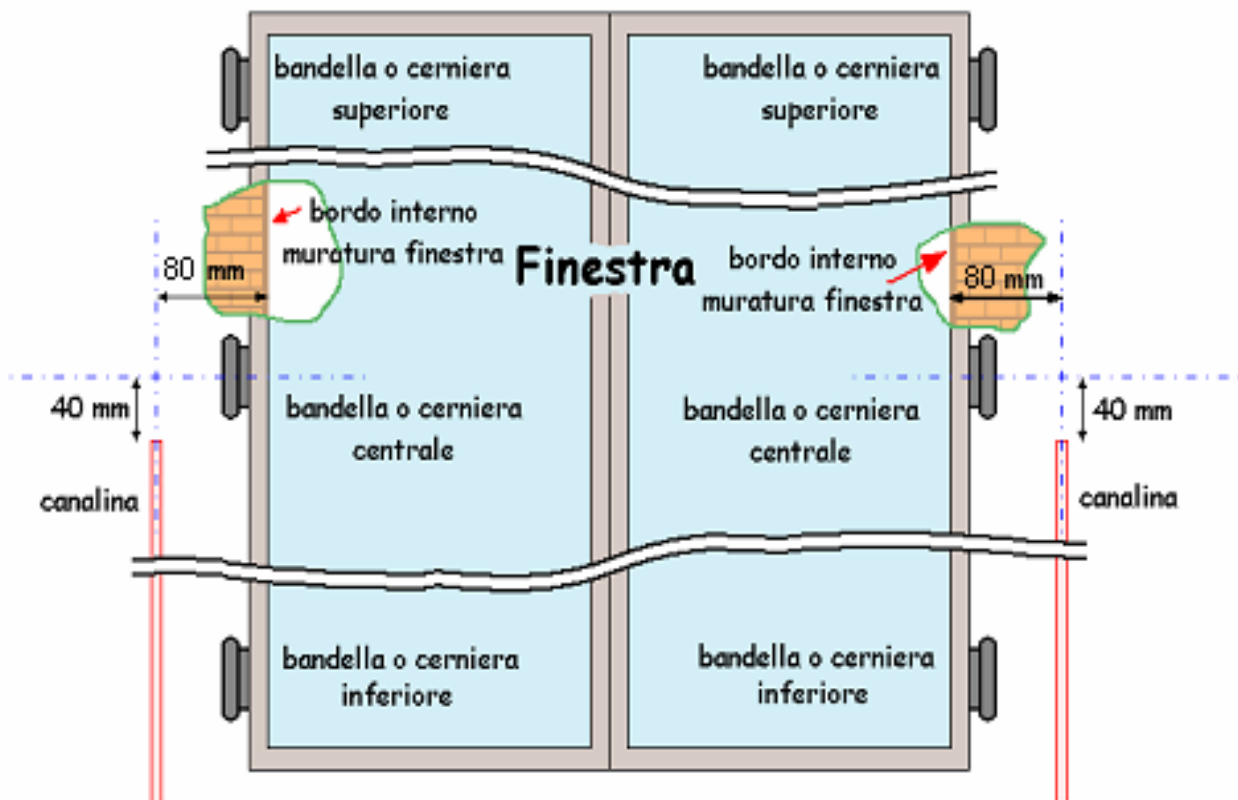 bandella o cerniera
superiore
bandella o cerniera
superiore
bordo interno
muratura finestra
80 mm
Finestra
bordo interno
muratura finestra
80 mm
40 mm
bandella o cerniera
centrale
bandella o cerniera
centrale
40 mm
canalina
canalina
bandella o cerniera
inferiore
bandella o cerniera
inferiore